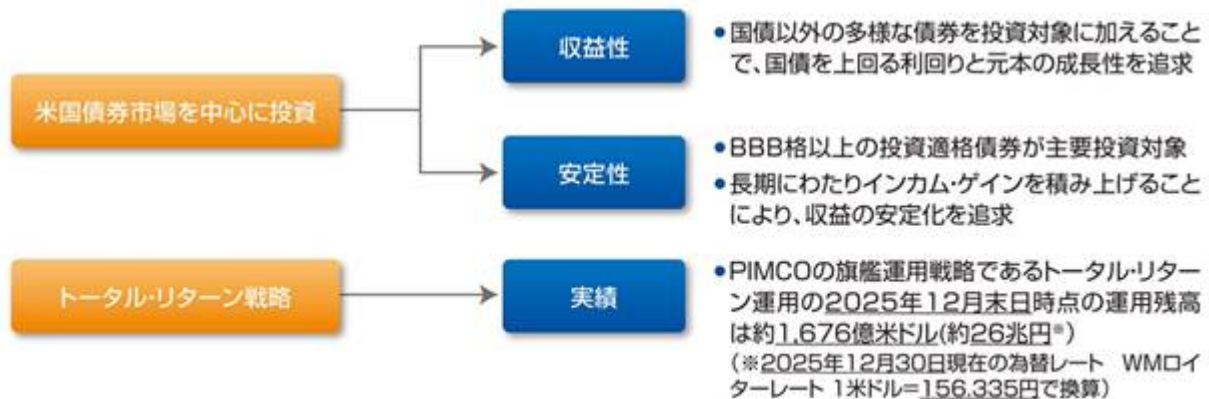 米国債券市場を中心に投資
収益性
•国債以外の多様な債券を投資対象に加えること
で、国債を上回る利回りと元本の成長性を追求
安定性
•BBB格以上の投資適格債券が主要投資対象
•長期にわたりインカム・ゲインを積み上げること
により、収益の安定化を追求
トータル・リターン戦略
実績
•PIMCOの旗艦運用戦略であるトータル・リター
ン運用の2025年12月末日時点の運用残高
は約1,676億米ドル(約26兆円※)
(※2025年12月30日現在の為替レート　WMロイ
ターレート 1米ドル=156.335円で換算)